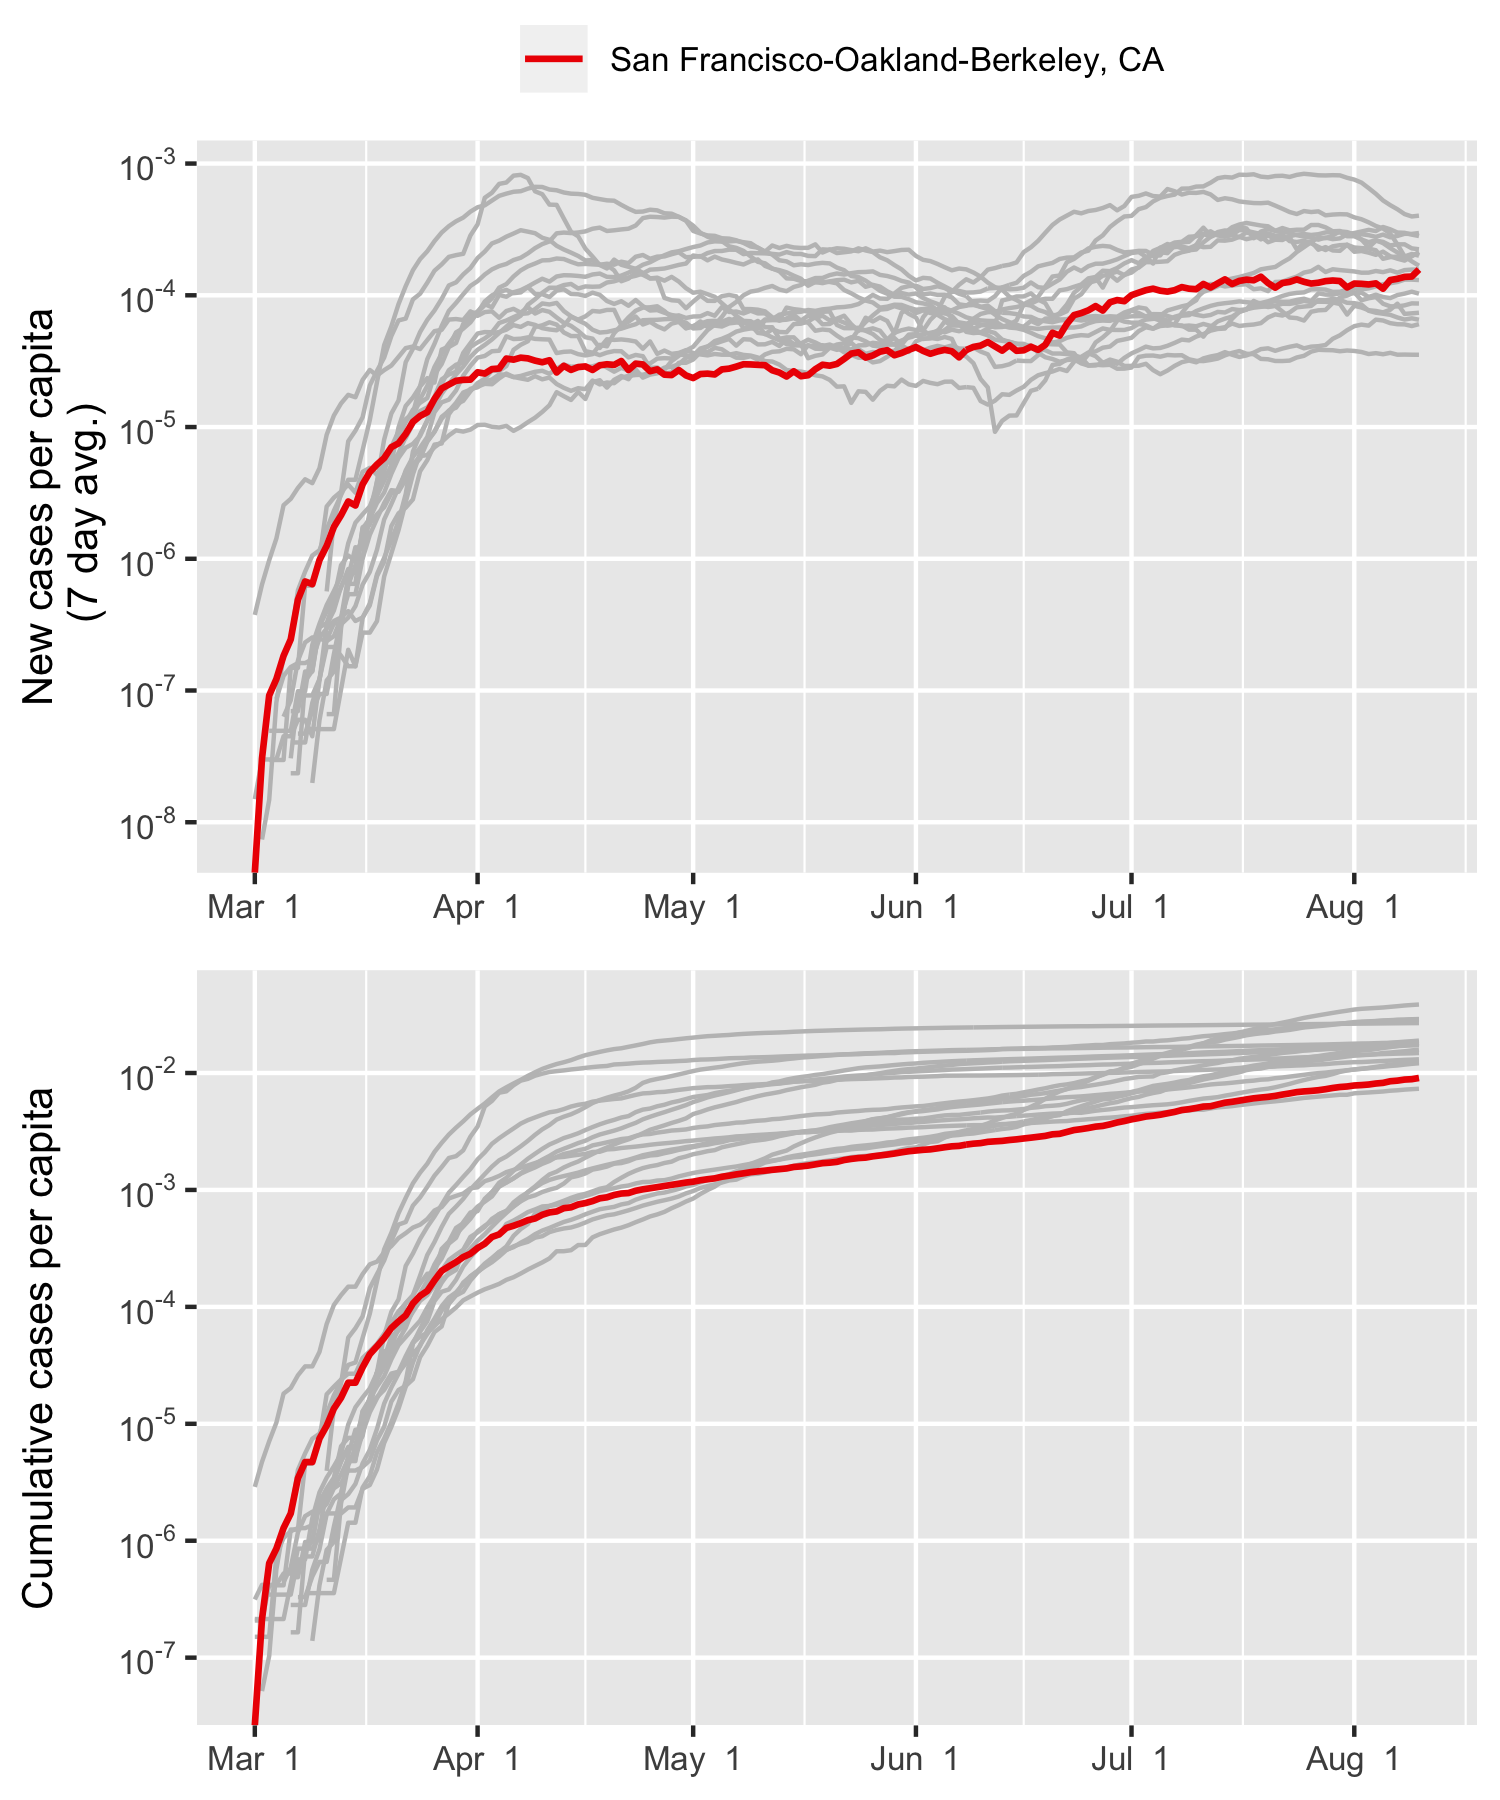 San Francisco-Oakland-Berkeley, CA
New cases per capita
(7 day avg.)
10-3
10-4
10-5
10-6
10-7
10-8
Mar 1 Apr 1 May 1 Jun 1 Jul 1 Aug 1
Cumulative cases per capita
10-2
10-3
10-4
10-5
10-6
10-7
Mar 1 Apr 1 May 1 Jun 1 Jul 1 Aug 1